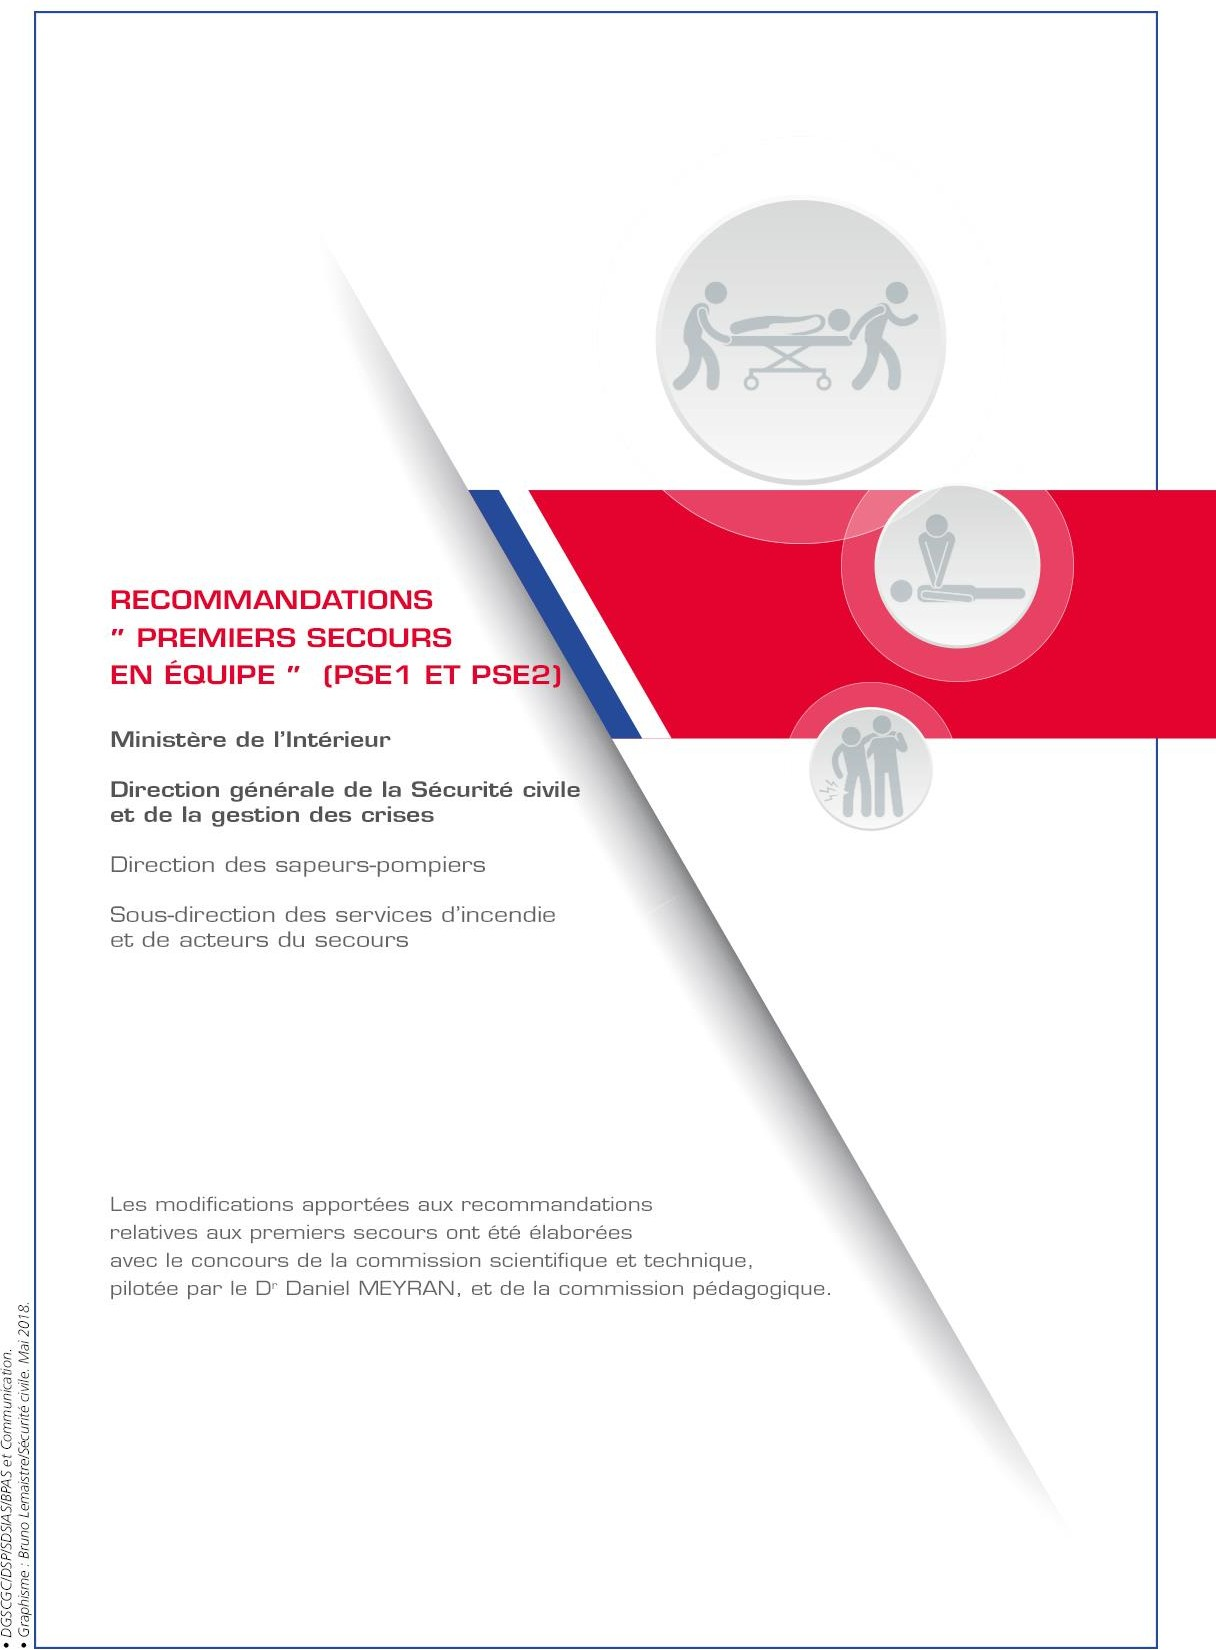 RECOMMANDATIONS
" PREMIERS SECOURS
EN ÉQUIPE " (PSE1 ET PSE2)
Ministère de l'Intérieur
Direction générale de la Sécurité civile
et de la gestion des crises
Direction des sapeurs-pompiers
Sous-direction des services d'incendie
et de acteurs du secours
Les modifications apportées aux recommandations
relatives aux premiers secours ont été élaborées
avec le concours de la commission scientifique et technique,
pilotée par le Dr Daniel MEYRAN, et de la commission pédagogique.
• DGSCGC/DSP/SDSIAS/BPAS et Communication.
• Graphisme : Bruno Lemaistre/Sécurité civile. Mai 2018.